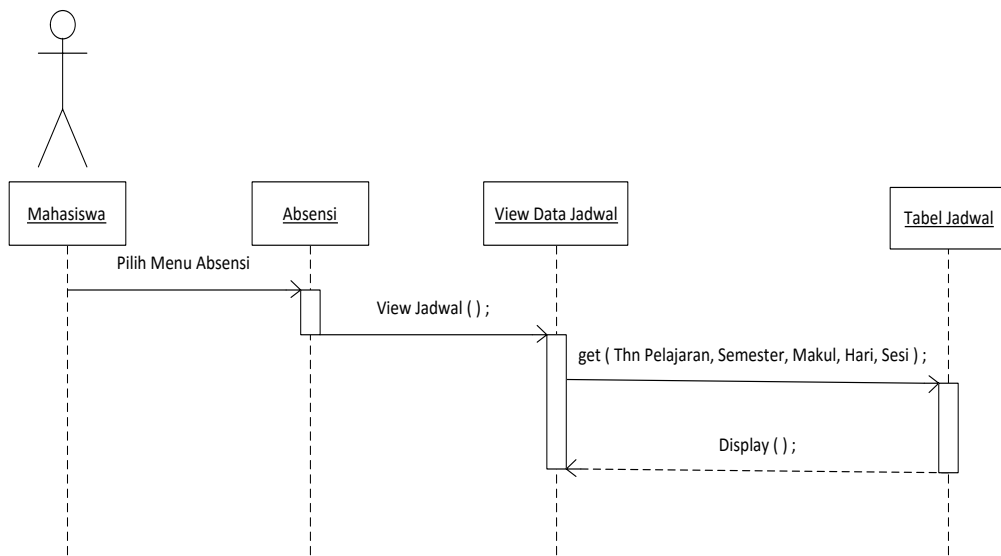 Mahasiswa
Absensi
View Data Jadwal
Tabel Jadwal
Pilih Menu Absensi
View Jadwal ( ) ;
get ( Thn Pelajaran, Semester, Makul, Hari, Sesi ) ;
Display ( ) ;